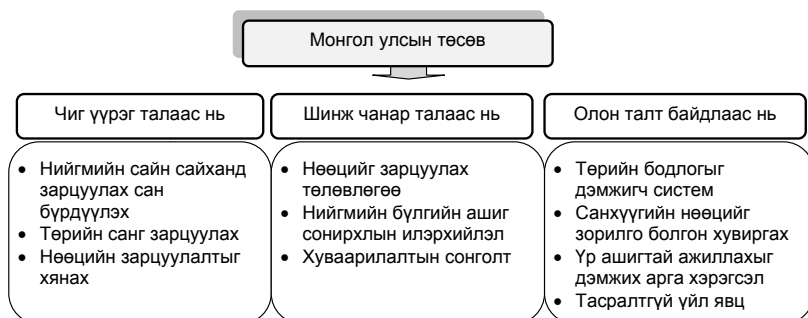 Монгол улсын төсөв
Чиг үүрэг талаас нь
• Нийгмийн сайн сайханд
зарцуулах сан
бүрдүүлэх
• Төрийн санг зарцуулах
• Нөөцийн зарцуулалтыг
хянах
Шинж чанар талаас нь
• Нөөцийг зарцуулах
төлөвлөгөө
• Нийгмийн бүлгийн ашиг
сонирхлын илэрхийлэл
• Хуваарилалтын сонголт
Олон талт байдлаас нь
• Төрийн бодлогыг
дэмжигч систем
• Санхүүгийн нөөцийг
зорилго болгон хувиргах
• Үр ашигтай ажиллахыг
дэмжих арга хэрэгсэл
• Тасралтгүй үйл явц